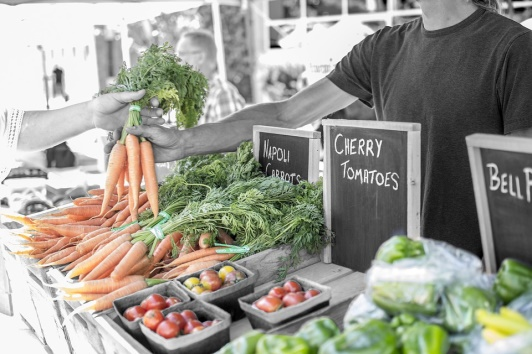 Napoli
Carrots
Cherry
Tomatoes
Bell